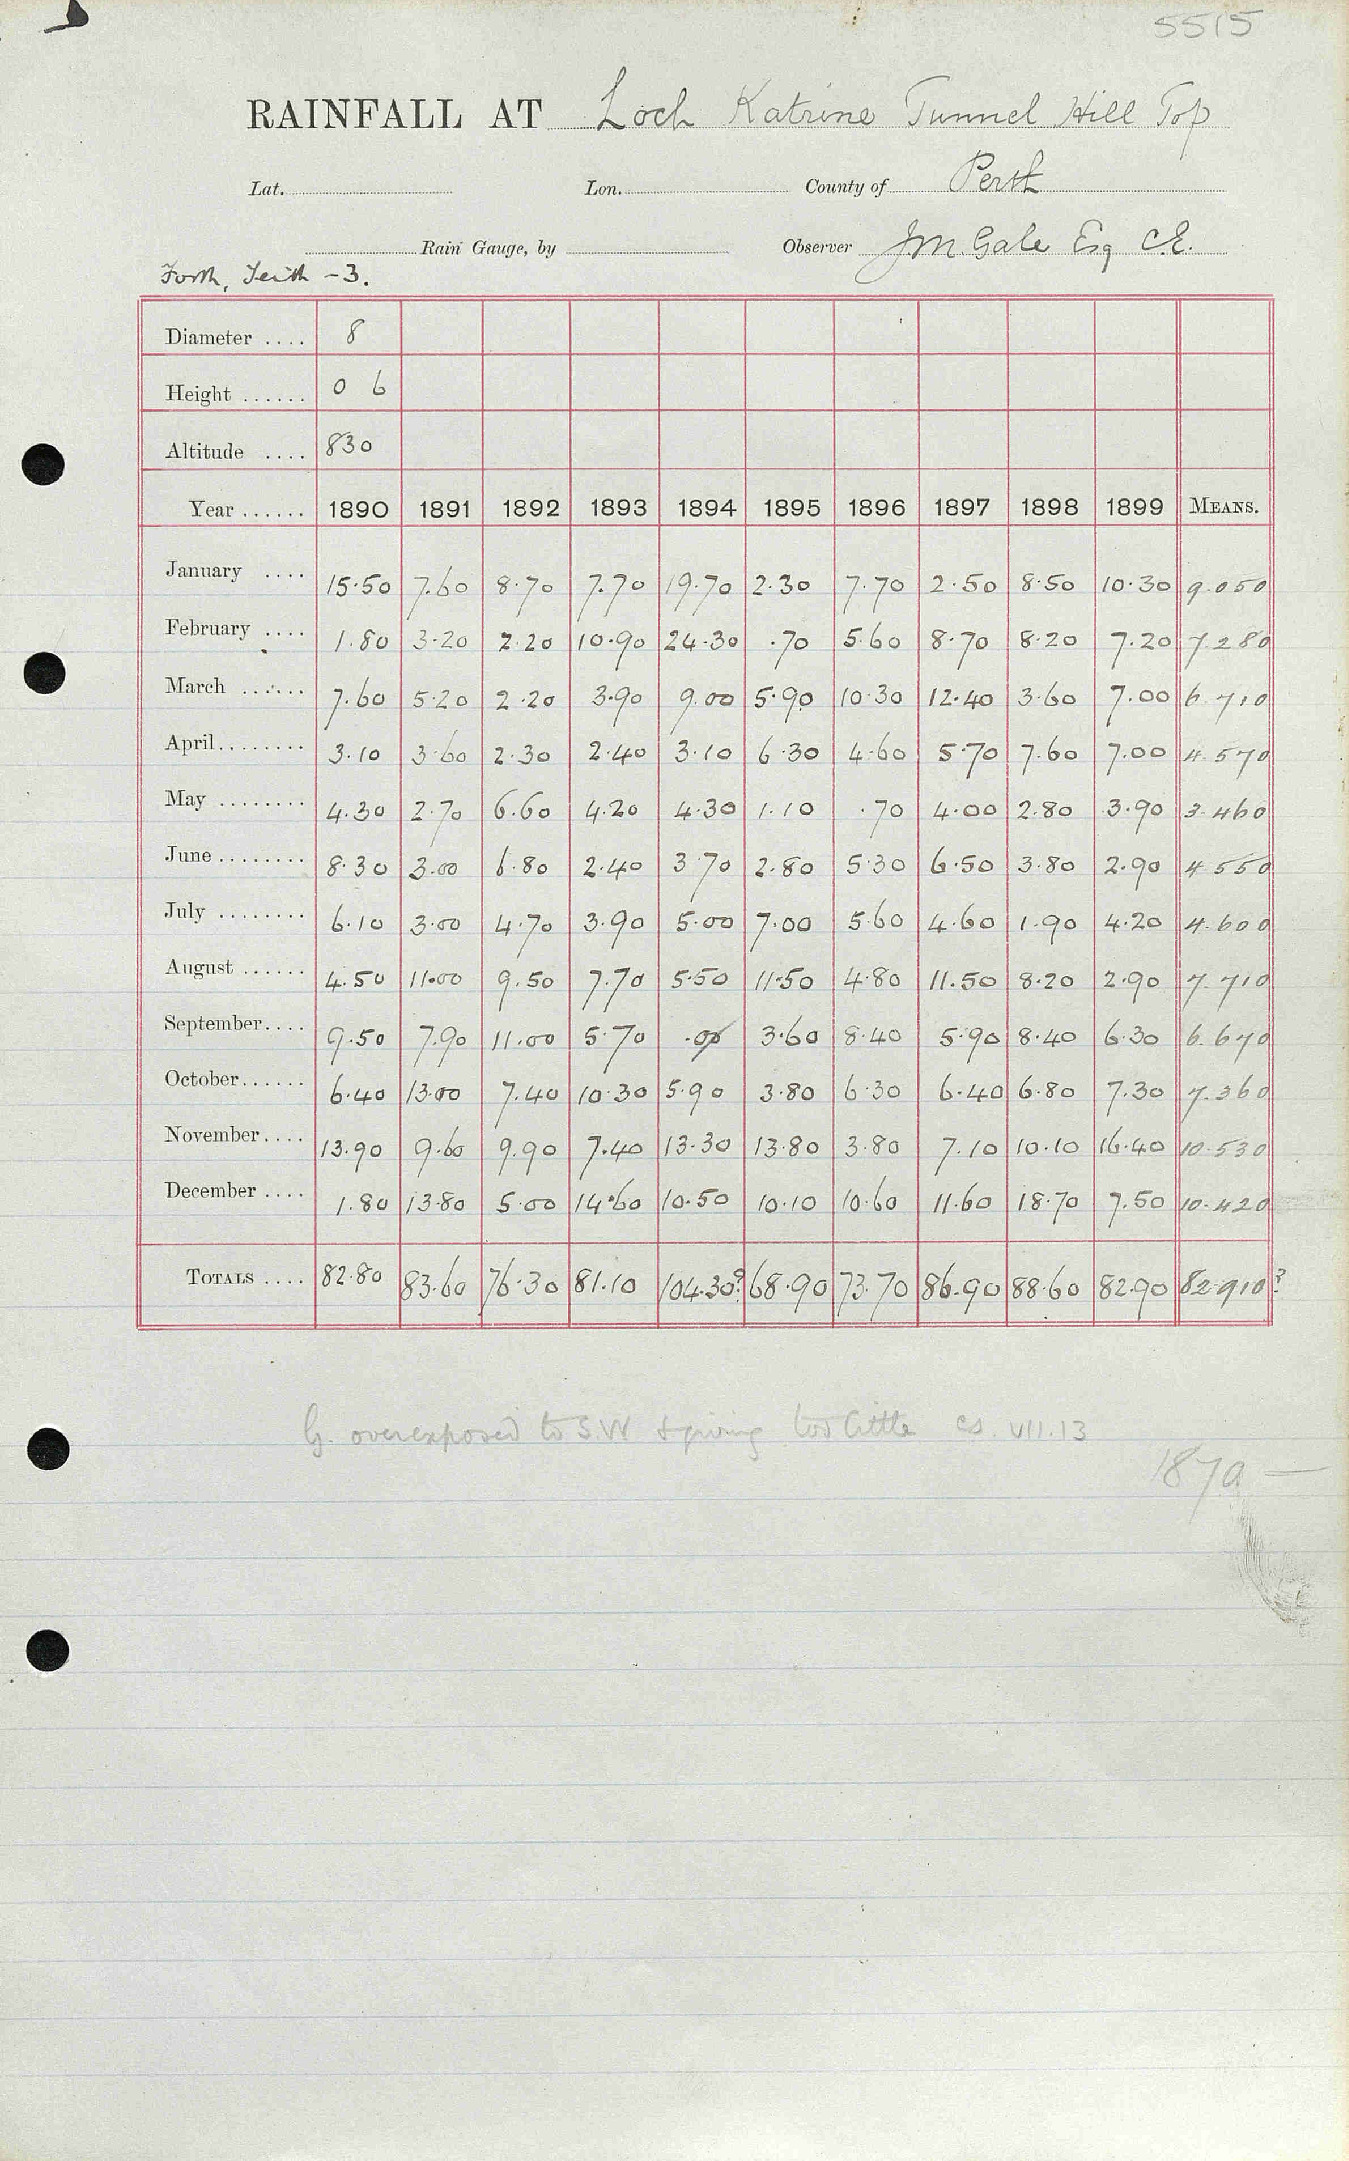 5515
RAINFALL AT Loch Katrine Tunnel Hill Top
Lat. Lon. County of Perth
Rain Gauge, by Observer J M. Gale Esq C.E.
Forth, Teith - 3.
Diameter .... 8
Height ...... 0 6
Altitude .... 830
Year ...... 1890 1891 1892 1893 1894 1895 1896 1897 1898 1899 MEANS.
January .... 15.50 7.60 8.70 7.70 19.70 2.30 7.70 2.50 8.50 10.30 9.050
February .... 1.80 3.20 2.20 10.90 24.30 .70 5.60 8.70 8.20 7.20 7.280
March ...... 7.60 5.20 2.20 3.90 9.00 5.90 10.30 12.40 3.60 7.00 6.710
April........ 3.10 3.60 2.30 2.40 3.10 6.30 4.60 5.70 7.60 7.00 4.570
May ........ 4.30 2.70 6.60 4.20 4.30 1.10 .70 4.00 2.80 3.90 3.460
June ........ 8.30 3.00 6.80 2.40 3.70 2.80 5.30 6.50 3.80 2.90 4.550
July ........ 6.10 3.00 4.70 3.90 5.00 7.00 5.60 4.60 1.90 4.20 4.600
August ...... 4.50 11.00 9.50 7.70 5.50 11.50 4.80 11.50 8.20 2.90 7.710
September.... 9.50 7.90 11.00 5.70 .00 3.60 8.40 5.90 8.40 6.30 6.670
October...... 6.40 13.00 7.40 10.30 5.90 3.80 6.30 6.40 6.80 7.30 7.360
November.... 13.90 9.60 9.90 7.40 13.30 13.80 3.80 7.10 10.10 16.40 10.530
December .... 1.80 13.80 5.00 14.60 10.50 10.10 10.60 11.60 18.70 7.50 10.420
TOTALS .... 82.80 83.60 76.30 81.10 104.30? 68.90 73.70 86.90 88.60 82.90 82.910?
G. overexposed to S.W & giving too little cs. VII.13
187a —